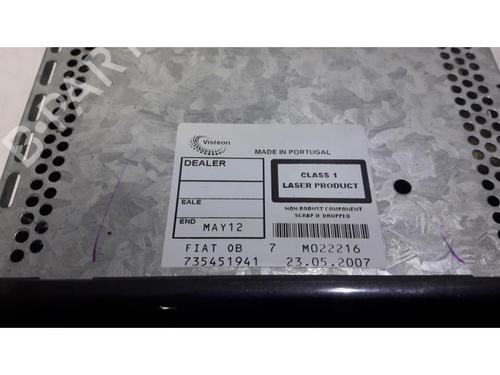 Visteon
MADE IN PORTUGAL
DEALER
SALE
END MAY12
CLASS 1
LASER PRODUCT
NON ROBUST COMPONENT
SCRAP IF DROPPED
FIAT OB 7 M022216
735451941 23.05.2007